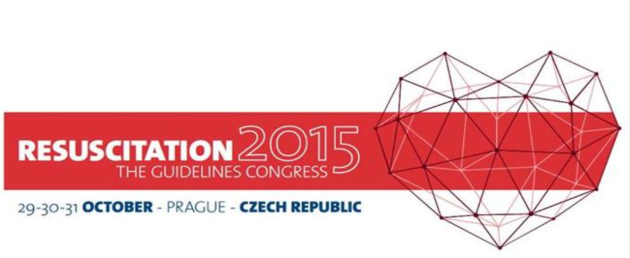 RESUSCITATION 2015
THE GUIDELINES CONGRESS
29-30-31 OCTOBER - PRAGUE - CZECH REPUBLIC